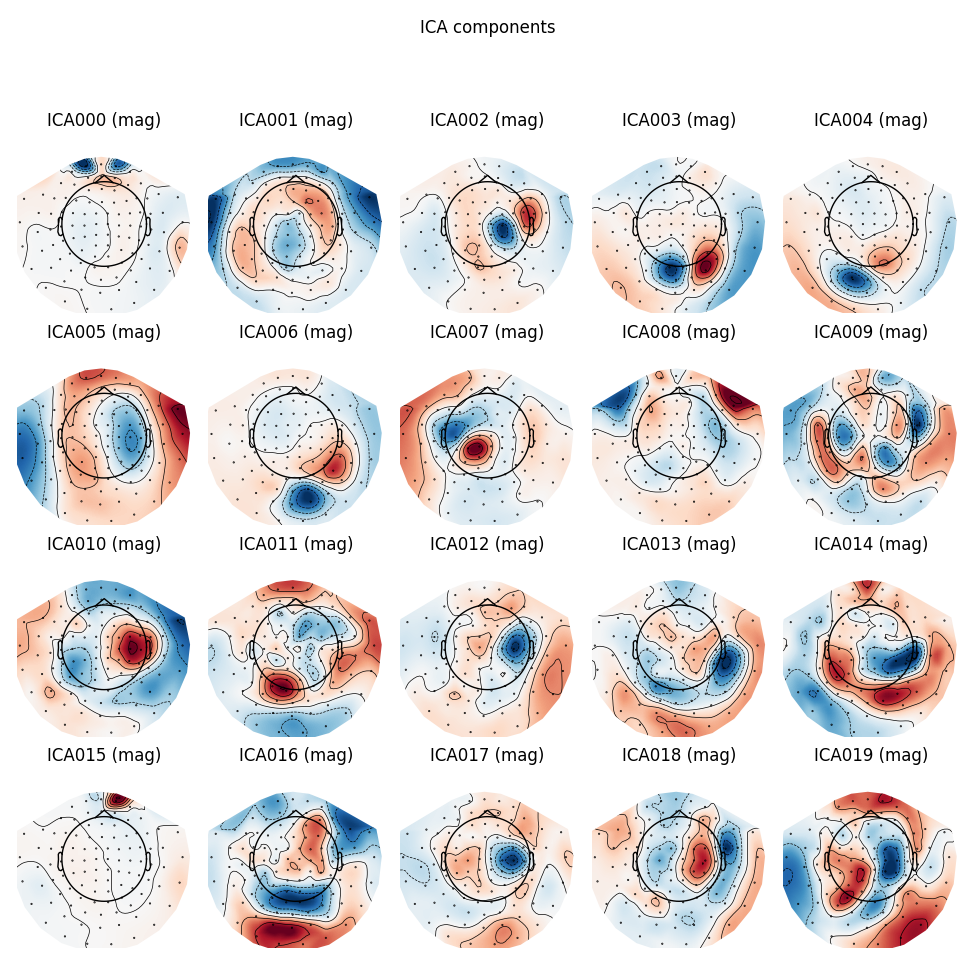 ICA components
ICA000 (mag) ICA001 (mag) ICA002 (mag) ICA003 (mag) ICA004 (mag)
ICA005 (mag) ICA006 (mag) ICA007 (mag) ICA008 (mag) ICA009 (mag)
ICA010 (mag) ICA011 (mag) ICA012 (mag) ICA013 (mag) ICA014 (mag)
ICA015 (mag) ICA016 (mag) ICA017 (mag) ICA018 (mag) ICA019 (mag)